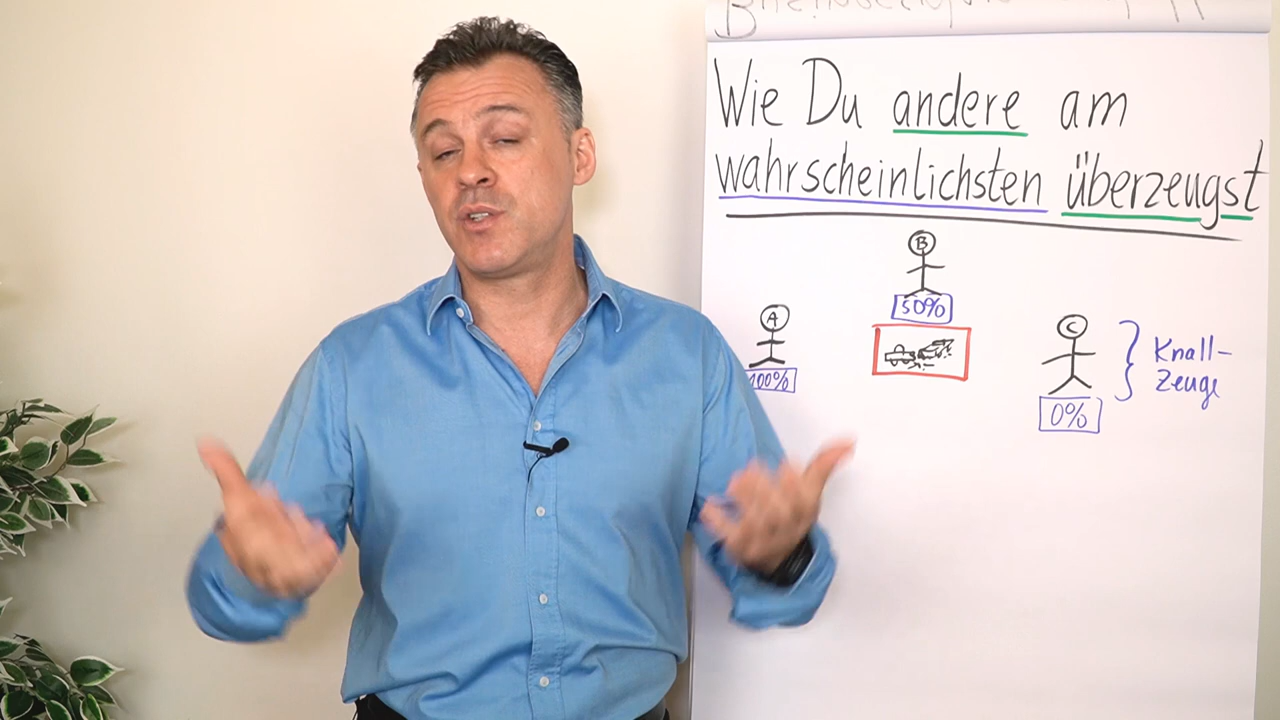 Wie Du andere am
wahrscheinlichsten überzeugst
B
50%
A
100%
C
0%
Knall-
Zeuge